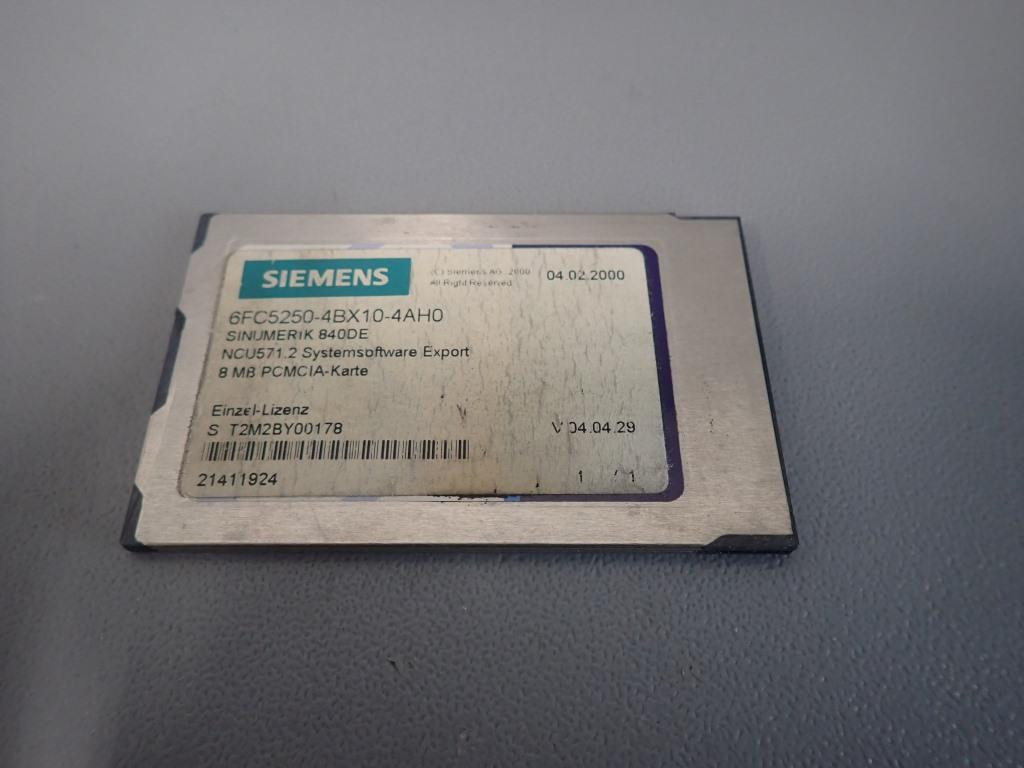 SIEMENS
(C) Siemens AG 2000
All Right Reserved
04.02.2000
6FC5250-4BX10-4AH0
SINUMERIK 840DE
NCU571.2 Systemsoftware Export
8 MB PCMCIA-Karte
Einzel-Lizenz
S T2M2BY00178
V 04.04.29
21411924
1 / 1